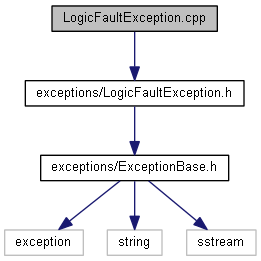 LogicFaultException.cpp
exceptions/LogicFaultException.h
exceptions/ExceptionBase.h
exception
string
sstream